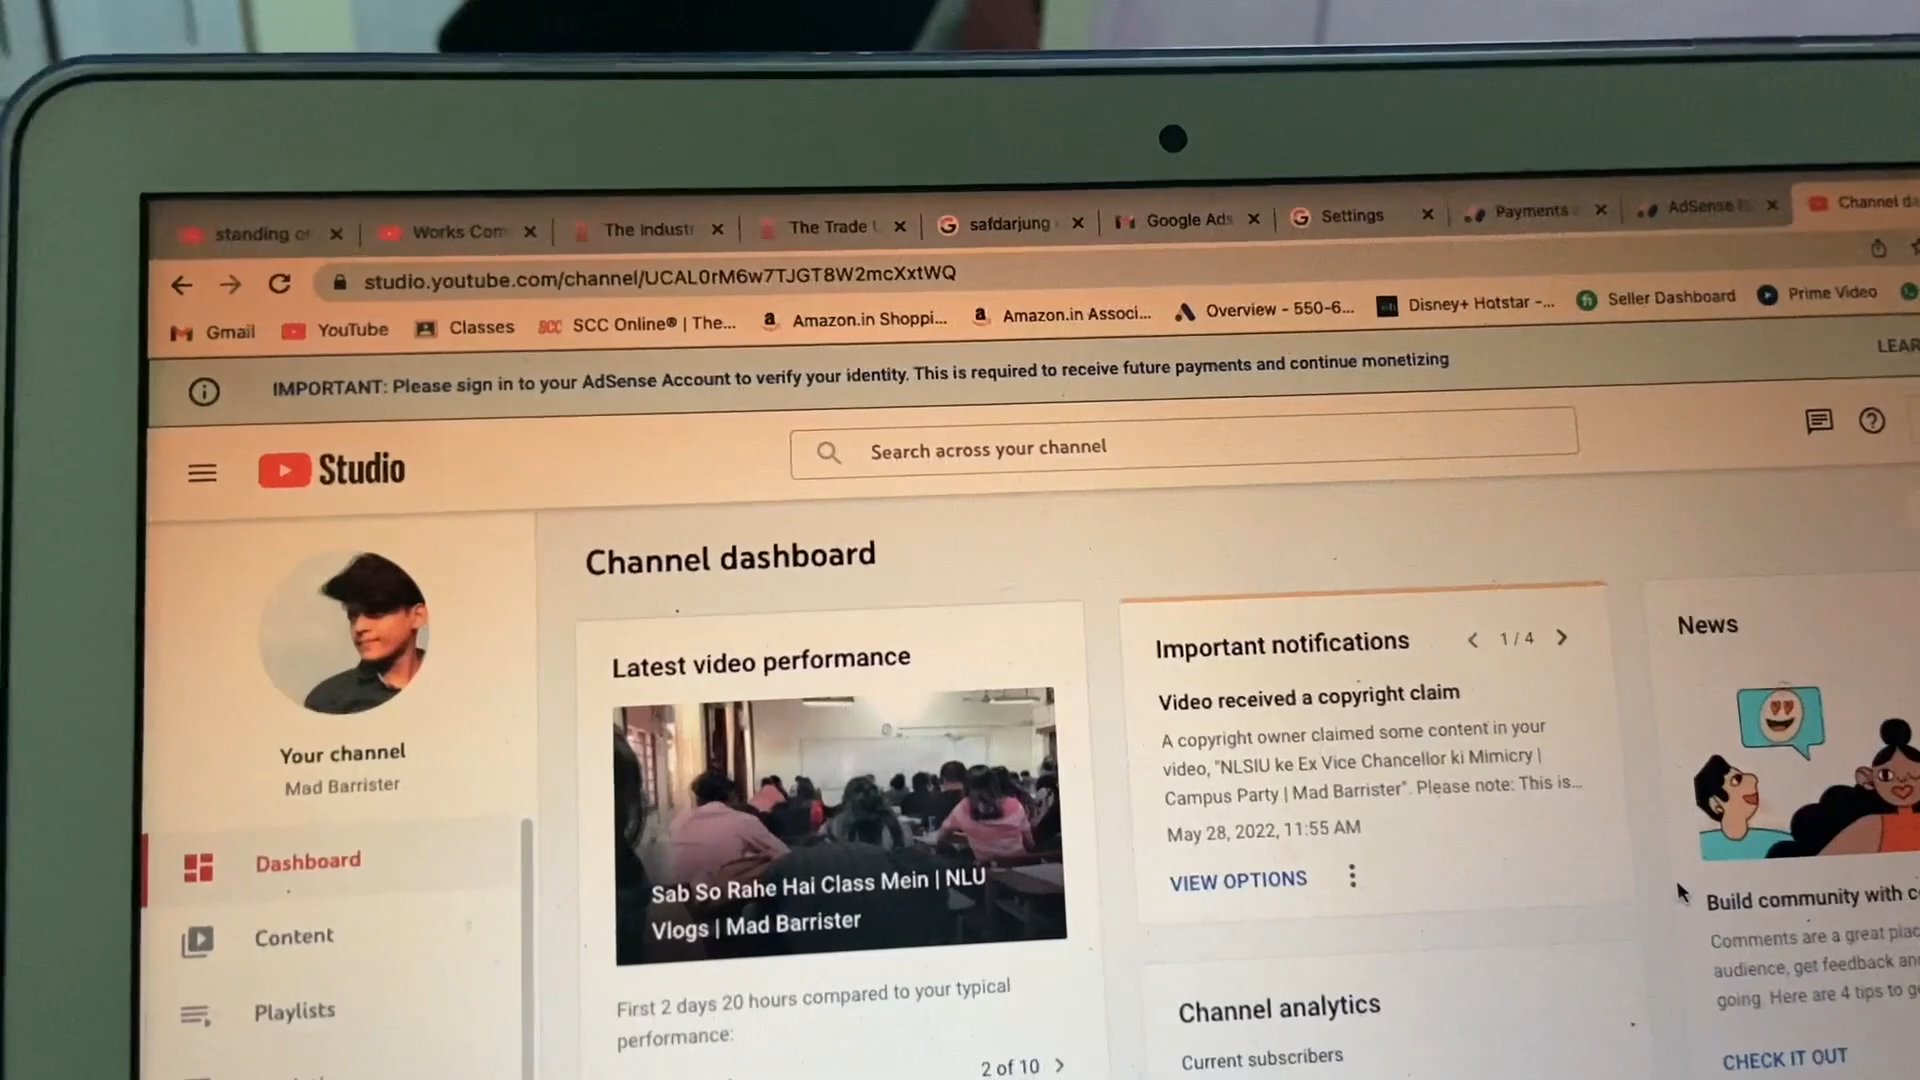 standing of
Works Com
The Industr
The Trade U
safdarjung
Google Ads
Settings
Payments
AdSense
Channel da
studio.youtube.com/channel/UCAL0rM6w7TJGT8W2mcXxtWQ
Gmail
YouTube
Classes
SCC
SCC Online® | The...
Amazon.in Shoppi...
Amazon.in Associ...
Overview - 550-6...
Disney+ Hotstar -...
Seller Dashboard
Prime Video
IMPORTANT: Please sign in to your AdSense Account to verify your identity. This is required to receive future payments and continue monetizing
LEAR
Studio
Search across your channel
Channel dashboard
Your channel
Mad Barrister
Dashboard
Content
Playlists
Latest video performance
Sab So Rahe Hai Class Mein | NLU
Vlogs | Mad Barrister
First 2 days 20 hours compared to your typical
performance:
2 of 10
Important notifications
1 / 4
Video received a copyright claim
A copyright owner claimed some content in your
video, "NLSIU ke Ex Vice Chancellor ki Mimicry |
Campus Party | Mad Barrister". Please note: This is...
May 28, 2022, 11:55 AM
VIEW OPTIONS
Channel analytics
Current subscribers
News
Build community with c
Comments are a great plac
audience, get feedback an
going. Here are 4 tips to g
CHECK IT OUT